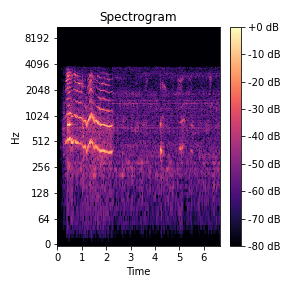 Spectrogram
+0 dB
8192
-10 dB
4096
-20 dB
2048
-30 dB
1024
Hz
-40 dB
512
-50 dB
256
128
-60 dB
64
-70 dB
0
-80 dB
0 1 2 3 4 5 6
Time